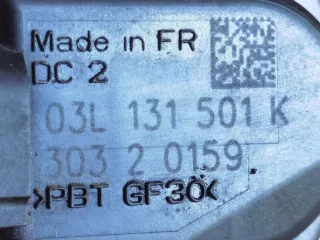 Made in FR
DC 2
03L 131 501 K
303 2 0159
>PBT GF30<